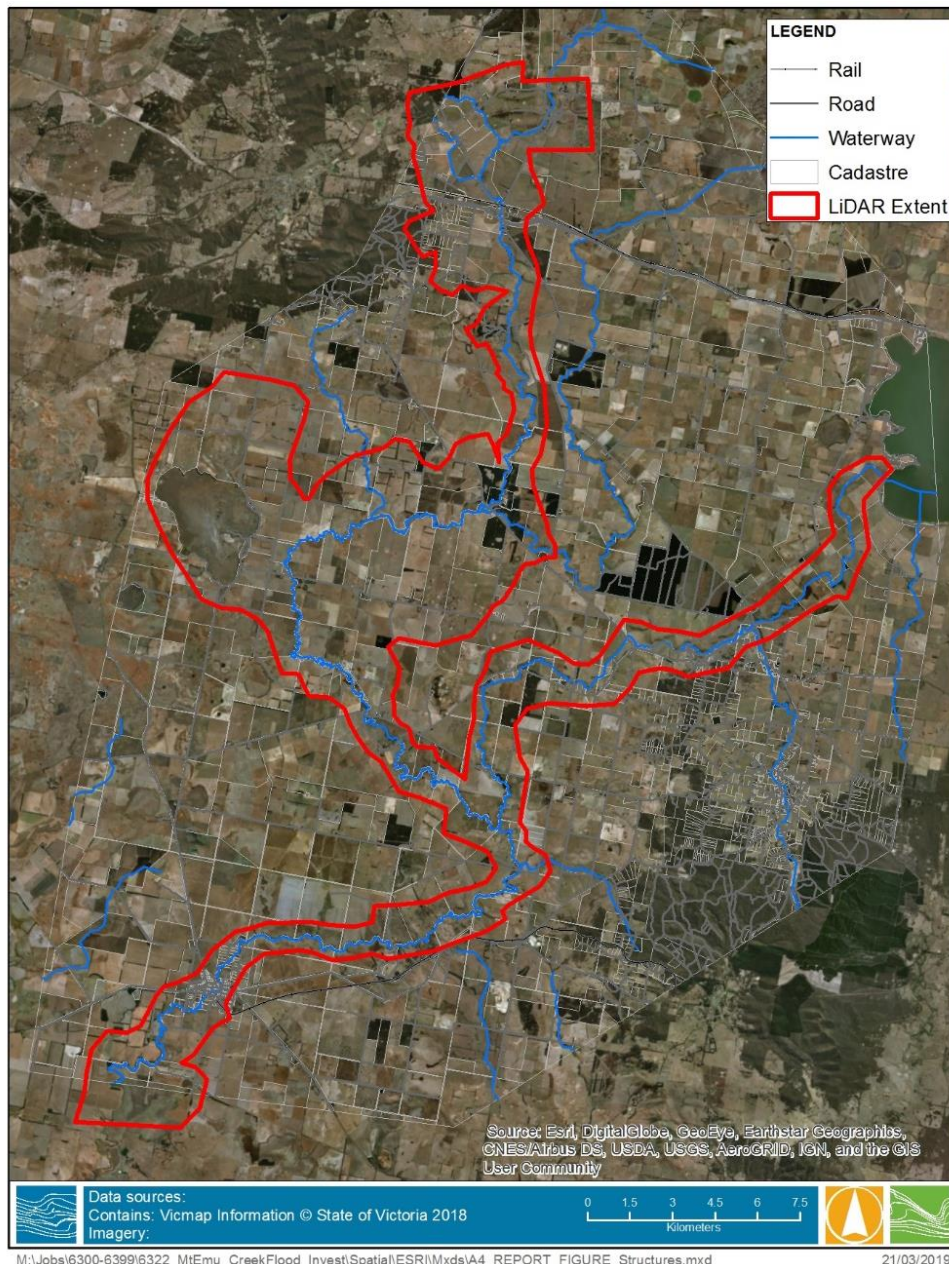 LEGEND
Rail
Road
Waterway
Cadastre
LiDAR Extent
Source: Esri, DigitalGlobe, GeoEye, Earthstar Geographics,
CNES/Airbus DS, USDA, USGS, AeroGRID, IGN, and the GIS
User Community
Data sources:
Contains: Vicmap Information © State of Victoria 2018
Imagery:
0 1.5 3 4.5 6 7.5
Kilometers
M:\Jobs\6300-6399\6322_MtEmu_CreekFlood_Invest\Spatial\ESRI\Mxds\A4_REPORT_FIGURE_Structures.mxd 21/03/2019